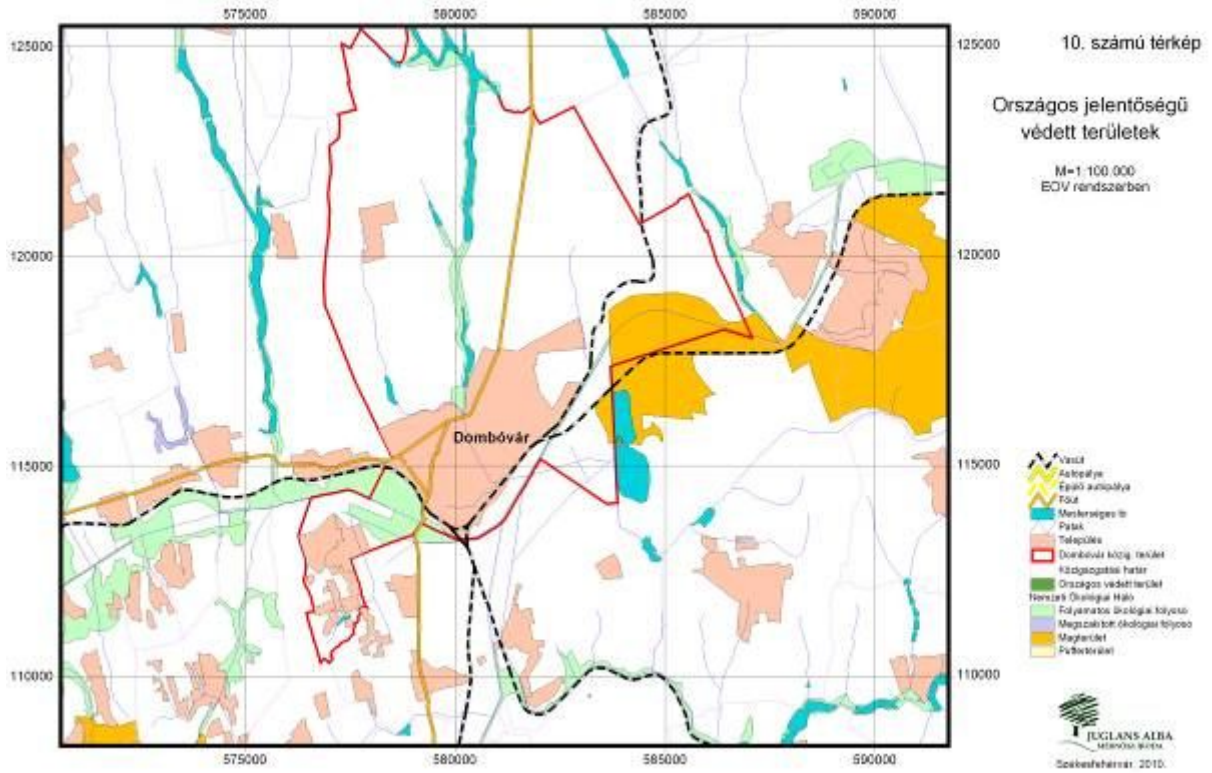 575000 580000 585000 590000
125000 125000
120000 120000
115000 115000
110000 110000
575000 580000 585000 590000
Dombóvár
10. számú térkép
Országos jelentőségű
védett területek
M=1:100.000
EOV rendszerben
Vasút
Autópálya
Épülő autópálya
Főút
Mesterséges tó
Patak
Település
Dombóvár közig. terület
Közigazgatási határ
Országos védett terület
Nemzeti Ökológiai Háló
Folyamatos ökológiai folyosó
Megszakított ökológiai folyosó
Magterület
Pufferterület
JUGLANS ALBA
MÉRNÖKI IRODA
Székesfehérvár, 2010.